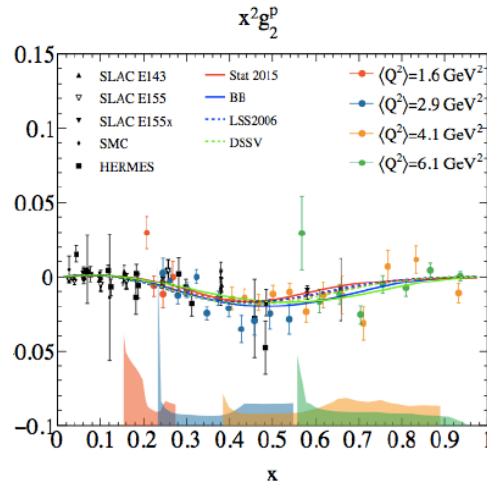 x²g₂ᵖ
0.15
0.1
0.05
0
−0.05
−0.1
SLAC E143
SLAC E155
SLAC E155x
SMC
HERMES
Stat 2015
BB
LSS2006
DSSV
⟨Q²⟩=1.6 GeV²
⟨Q²⟩=2.9 GeV²
⟨Q²⟩=4.1 GeV²
⟨Q²⟩=6.1 GeV²
0 0.1 0.2 0.3 0.4 0.5 0.6 0.7 0.8 0.9 1
x